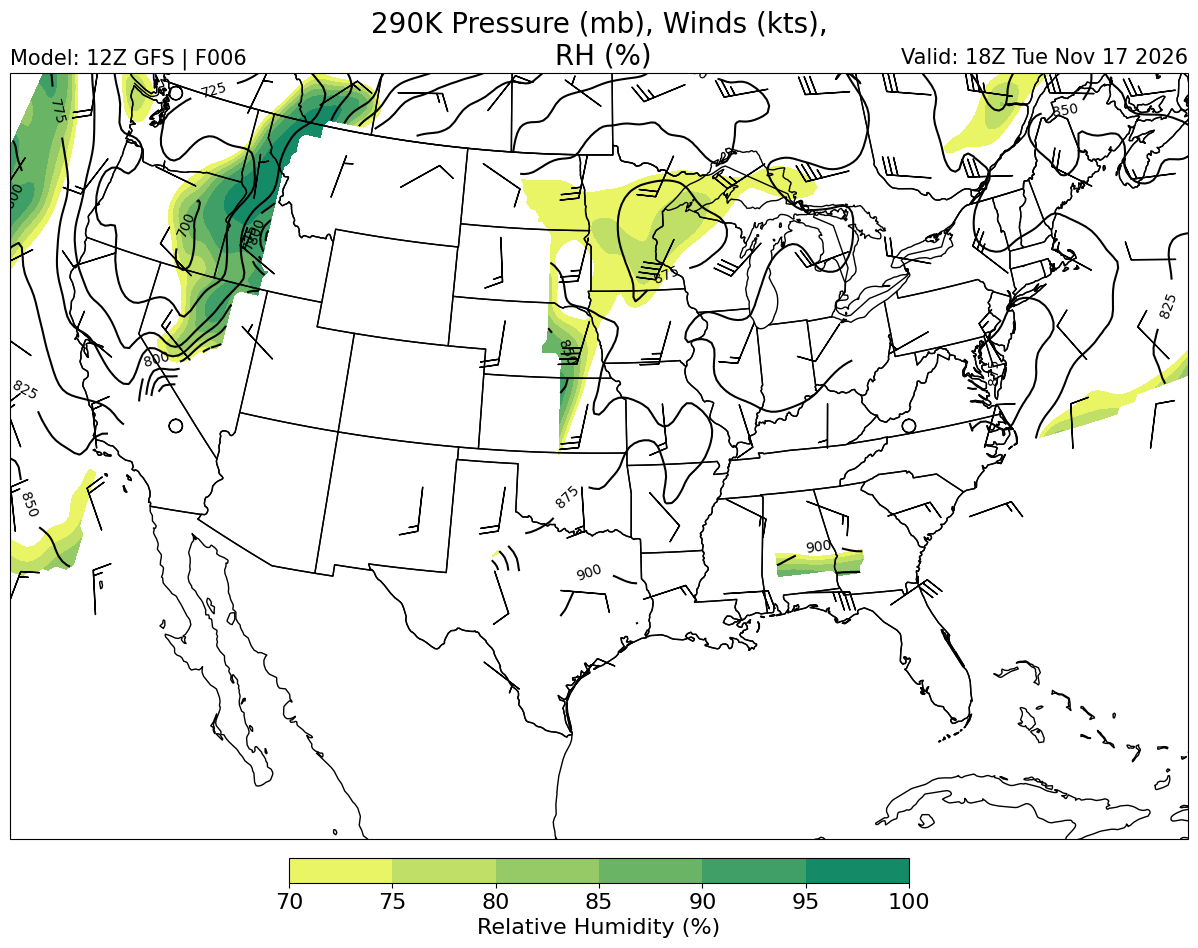 290K Pressure (mb), Winds (kts),
RH (%)
Model: 12Z GFS | F006
Valid: 18Z Tue Nov 17 2026
725
775
850
700
800
875
825
800
825
850
875
900
900
70 75 80 85 90 95 100
Relative Humidity (%)